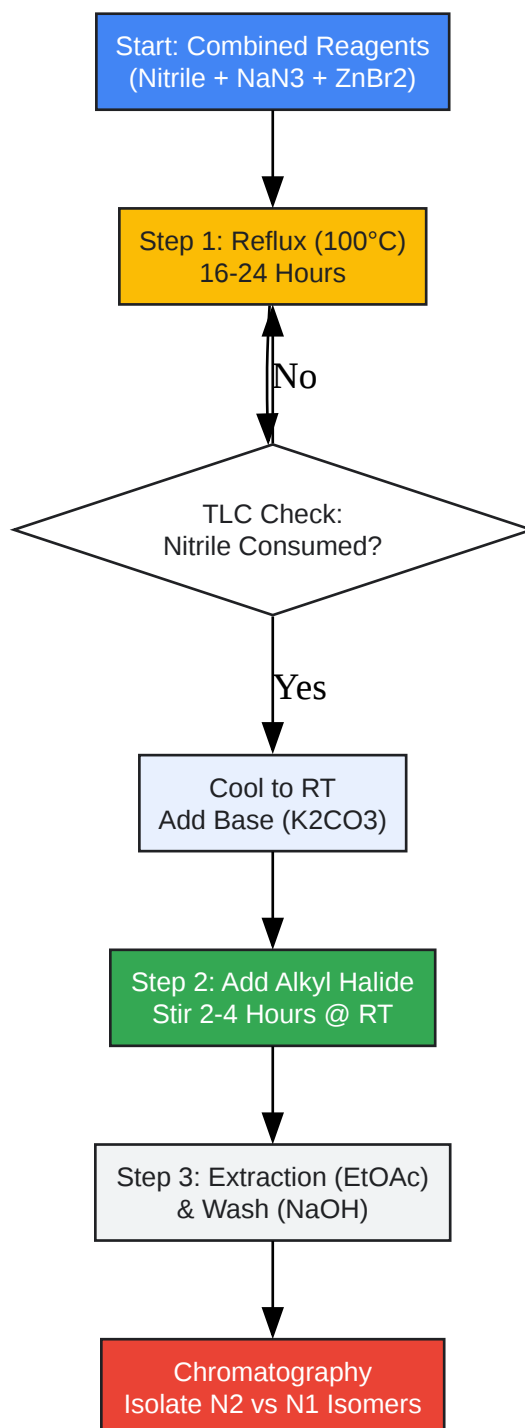 Start: Combined Reagents
(Nitrile + NaN3 + ZnBr2)
Step 1: Reflux (100°C)
16-24 Hours
No
TLC Check:
Nitrile Consumed?
Yes
Cool to RT
Add Base (K2CO3)
Step 2: Add Alkyl Halide
Stir 2-4 Hours @ RT
Step 3: Extraction (EtOAc)
& Wash (NaOH)
Chromatography
Isolate N2 vs N1 Isomers